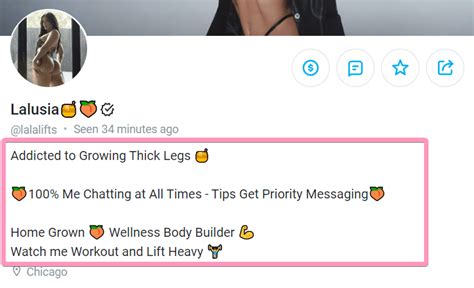 Lalusia🍯🍑
@lalalifts • Seen 34 minutes ago
Addicted to Growing Thick Legs 🍯
🍑100% Me Chatting at All Times - Tips Get Priority Messaging🍑
Home Grown 🍑 Wellness Body Builder 💪
Watch me Workout and Lift Heavy 🏋️‍♀️
Chicago